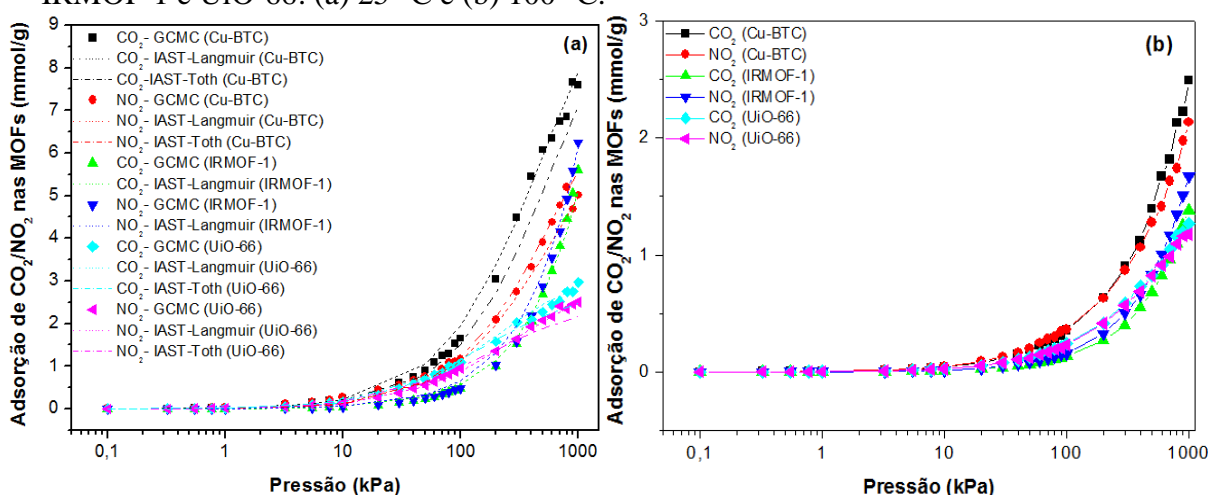 IRMOF-1 e UiO-66: (a) 25 °C e (b) 100 °C.
Adsorção de CO2/NO2 nas MOFs (mmol/g)
9
8
7
6
5
4
3
2
1
0
(a)
CO2- GCMC (Cu-BTC)
CO2- IAST-Langmuir (Cu-BTC)
CO2-IAST-Toth (Cu-BTC)
NO2- GCMC (Cu-BTC)
NO2- IAST-Langmuir (Cu-BTC)
NO2- IAST-Toth (Cu-BTC)
CO2- GCMC (IRMOF-1)
CO2- IAST-Langmuir (IRMOF-1)
NO2- GCMC (IRMOF-1)
NO2- IAST-Langmuir (IRMOF-1)
CO2- GCMC (UiO-66)
CO2- IAST-Langmuir (UiO-66)
CO2- IAST-Toth (UiO-66)
NO2- GCMC (UiO-66)
NO2- IAST-Langmuir (UiO-66)
NO2- IAST-Toth (UiO-66)
0,1 1 10 100 1000
Pressão (kPa)
Adsorção de CO2/NO2 nas MOFs (mmol/g)
3
2
1
0
(b)
CO2 (Cu-BTC)
NO2 (Cu-BTC)
CO2 (IRMOF-1)
NO2 (IRMOF-1)
CO2 (UiO-66)
NO2 (UiO-66)
0,1 1 10 100 1000
Pressão (kPa)